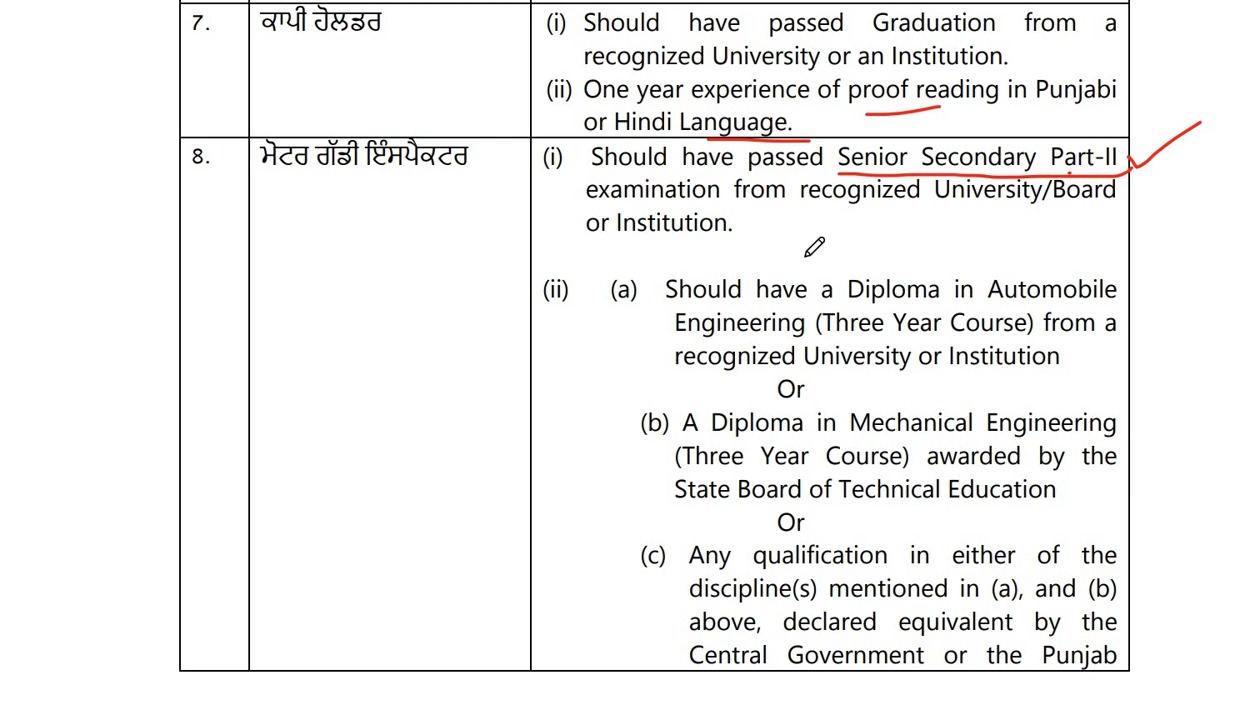 7.
ਕਾਪੀ ਹੋਲਡਰ
(i) Should have passed Graduation from a
recognized University or an Institution.
(ii) One year experience of proof reading in Punjabi
or Hindi Language.
8.
ਮੋਟਰ ਗੱਡੀ ਇੰਸਪੈਕਟਰ
(i) Should have passed Senior Secondary Part-II
examination from recognized University/Board
or Institution.
(ii) (a) Should have a Diploma in Automobile
Engineering (Three Year Course) from a
recognized University or Institution
Or
(b) A Diploma in Mechanical Engineering
(Three Year Course) awarded by the
State Board of Technical Education
Or
(c) Any qualification in either of the
discipline(s) mentioned in (a), and (b)
above, declared equivalent by the
Central Government or the Punjab